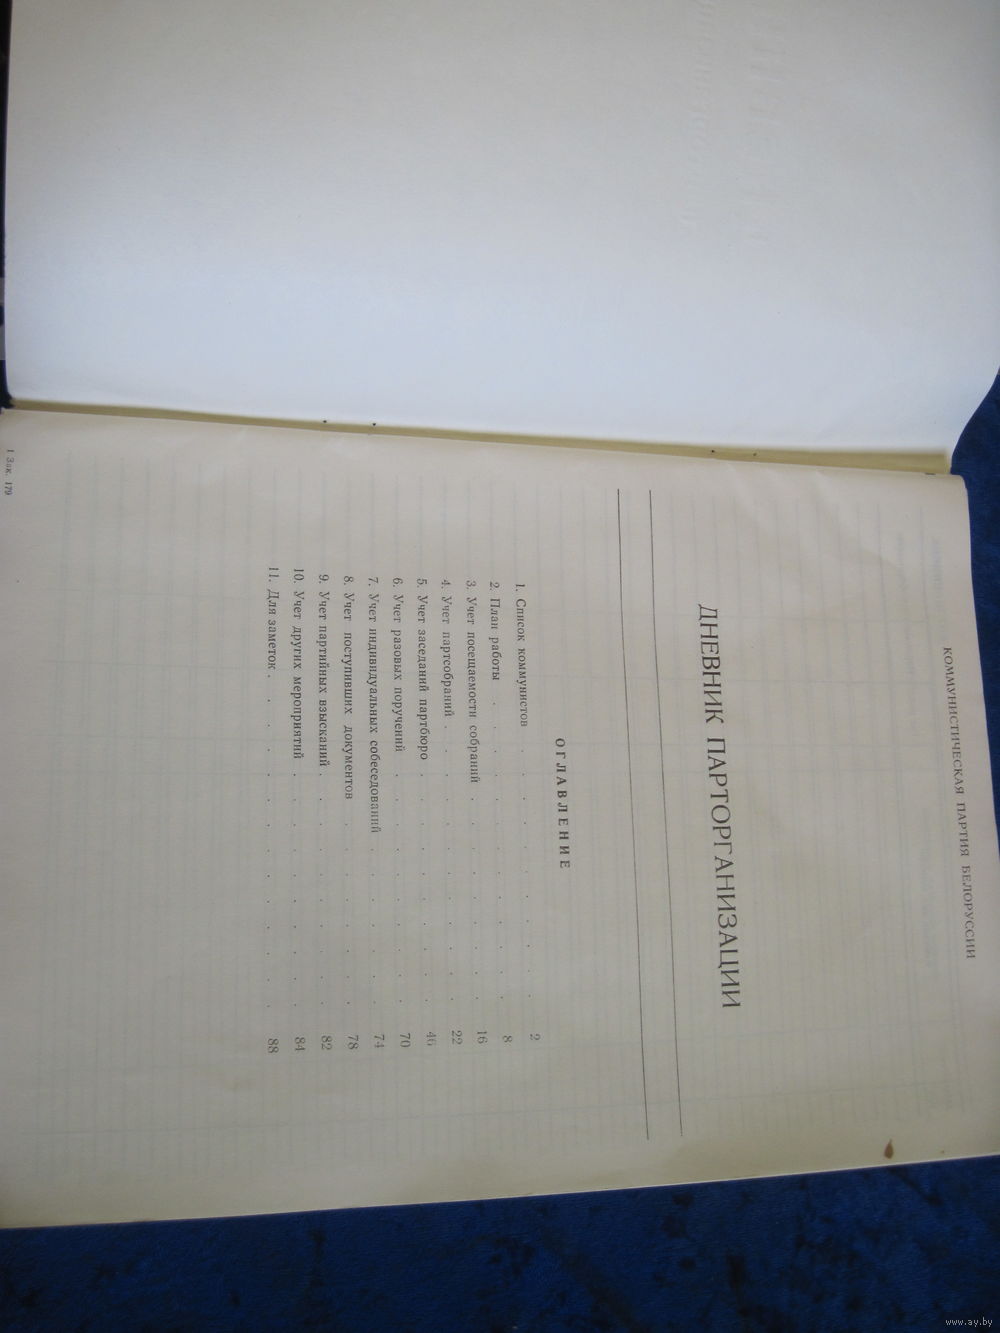 КОММУНИСТИЧЕСКАЯ ПАРТИЯ БЕЛОРУССИИ
ДНЕВНИК ПАРТОРГАНИЗАЦИИ
ОГЛАВЛЕНИЕ
1. Список коммунистов . . . . . . . . . . 2
2. План работы . . . . . . . . . . . . 8
3. Учет посещаемости собраний . . . . . . . . 16
4. Учет партсобраний . . . . . . . . . . . 22
5. Учет заседаний партбюро . . . . . . . . . 46
6. Учет разовых поручений . . . . . . . . . 70
7. Учет индивидуальных собеседований . . . . . . 74
8. Учет поступивших документов . . . . . . . . 78
9. Учет партийных взысканий . . . . . . . . . 82
10. Учет других мероприятий . . . . . . . . . 84
11. Для заметок . . . . . . . . . . . . . 88
1 Зак. 179
www.ay.by